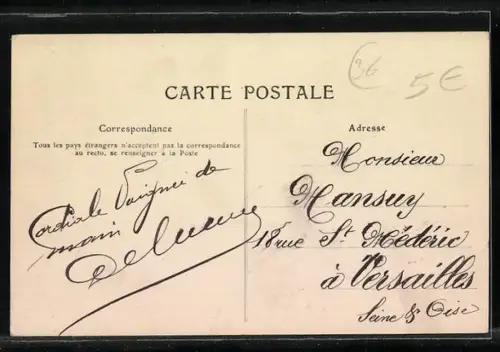 36
5€
CARTE POSTALE
Correspondance
Tous les pays étrangers n'acceptent pas la correspondance
au recto, se renseigner à la Poste
Cordiale Poignée de
main
Adresse
Monsieur
Mansuy
18 rue St Médéric
à Versailles
Seine & Oise